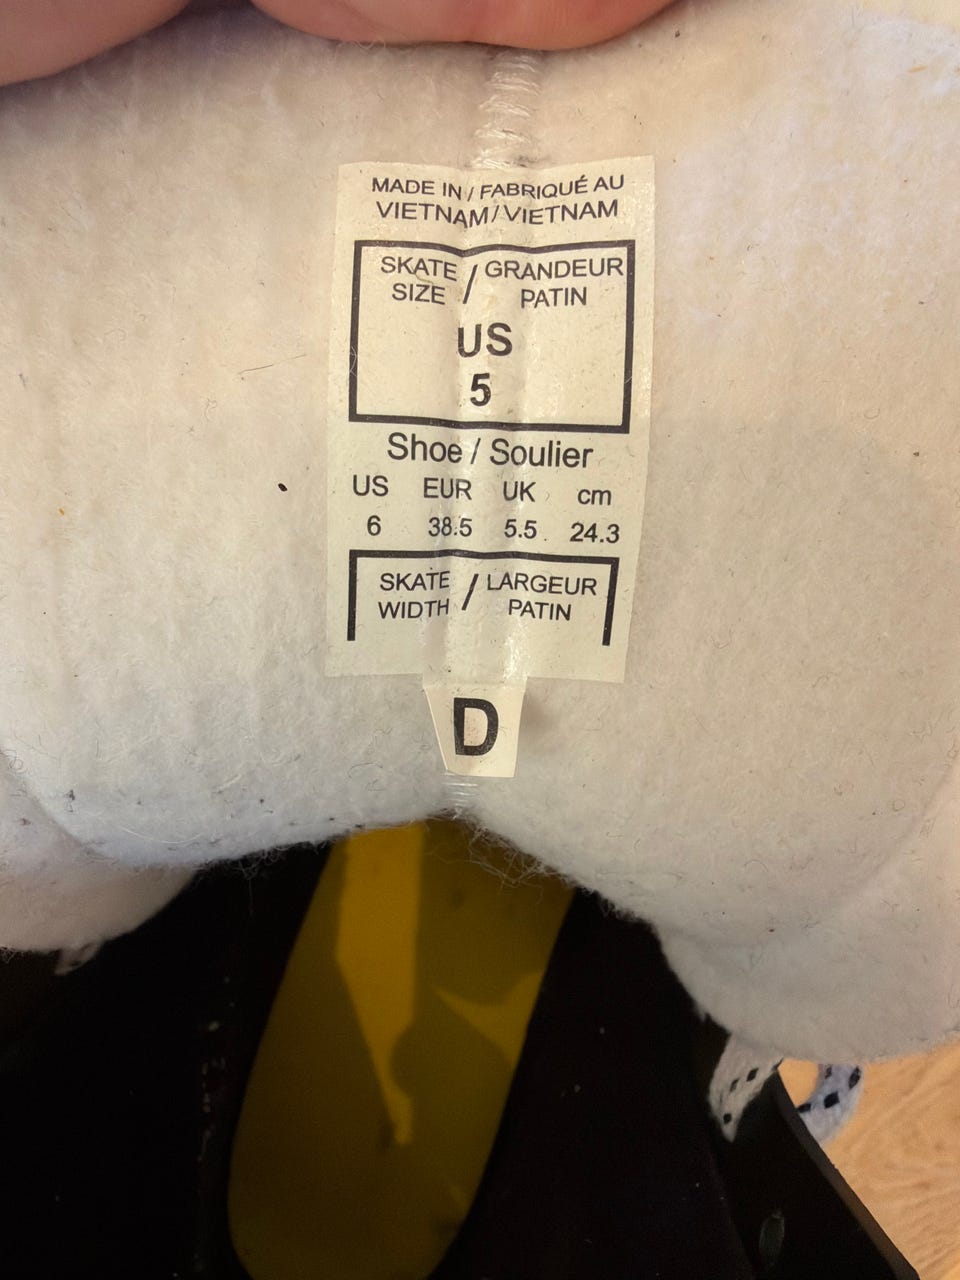 MADE IN / FABRIQUÉ AU
VIETNAM / VIETNAM
SKATE / GRANDEUR
SIZE PATIN
US
5
Shoe / Soulier
US EUR UK cm
6 38.5 5.5 24.3
SKATE / LARGEUR
WIDTH PATIN
D